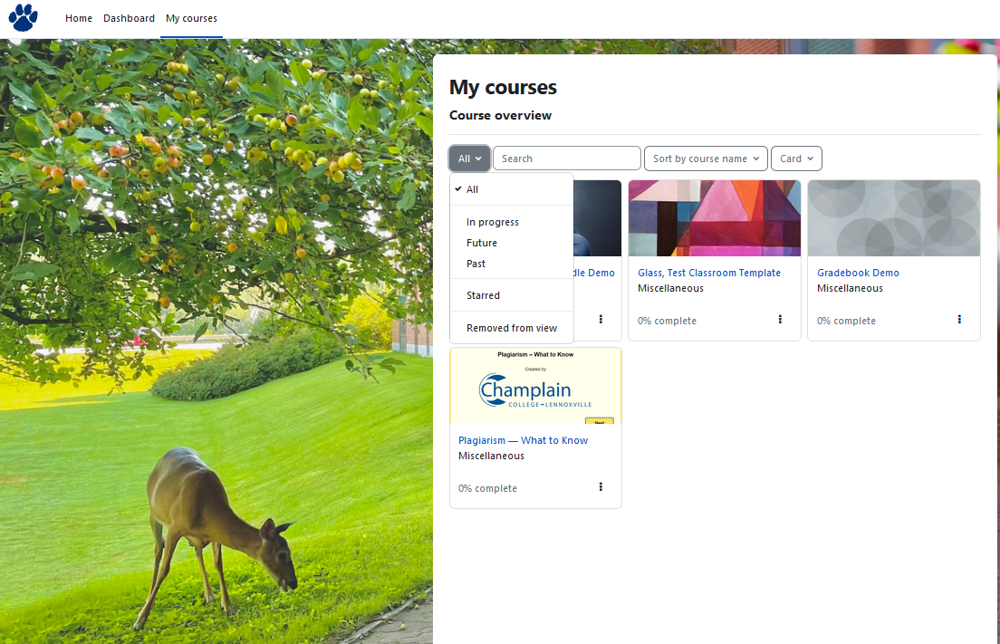 Home Dashboard My courses
My courses
Course overview
All Search Sort by course name Card
All
In progress
Future
Past
Starred
Removed from view
Demo
Glass, Test Classroom Template
Miscellaneous
0% complete
Gradebook Demo
Miscellaneous
0% complete
Plagiarism – What to Know
Created by
Champlain
COLLEGE-LENNOXVILLE
Next
Plagiarism — What to Know
Miscellaneous
0% complete